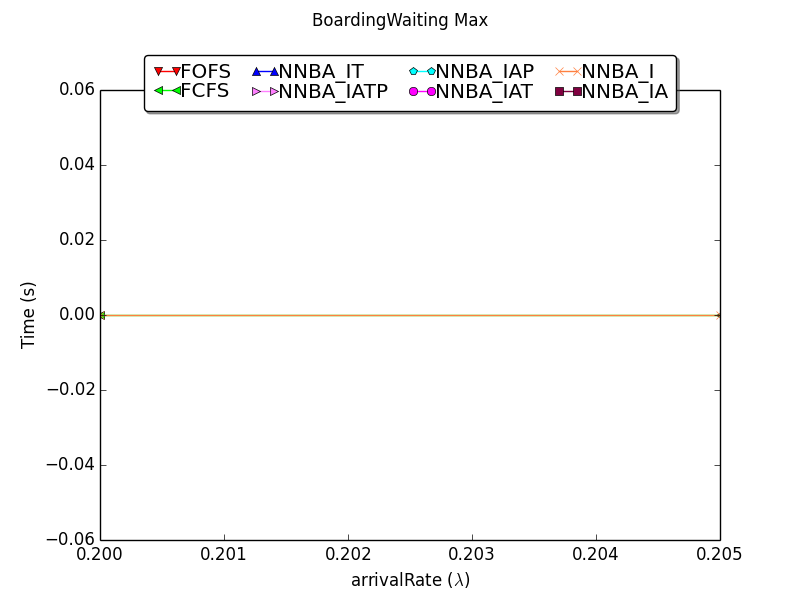 BoardingWaiting Max
FOFS NNBA_IT NNBA_IAP NNBA_I
FCFS NNBA_IATP NNBA_IAT NNBA_IA
0.06
0.04
0.02
0.00
−0.02
−0.04
−0.06
Time (s)
0.200 0.201 0.202 0.203 0.204 0.205
arrivalRate (λ)